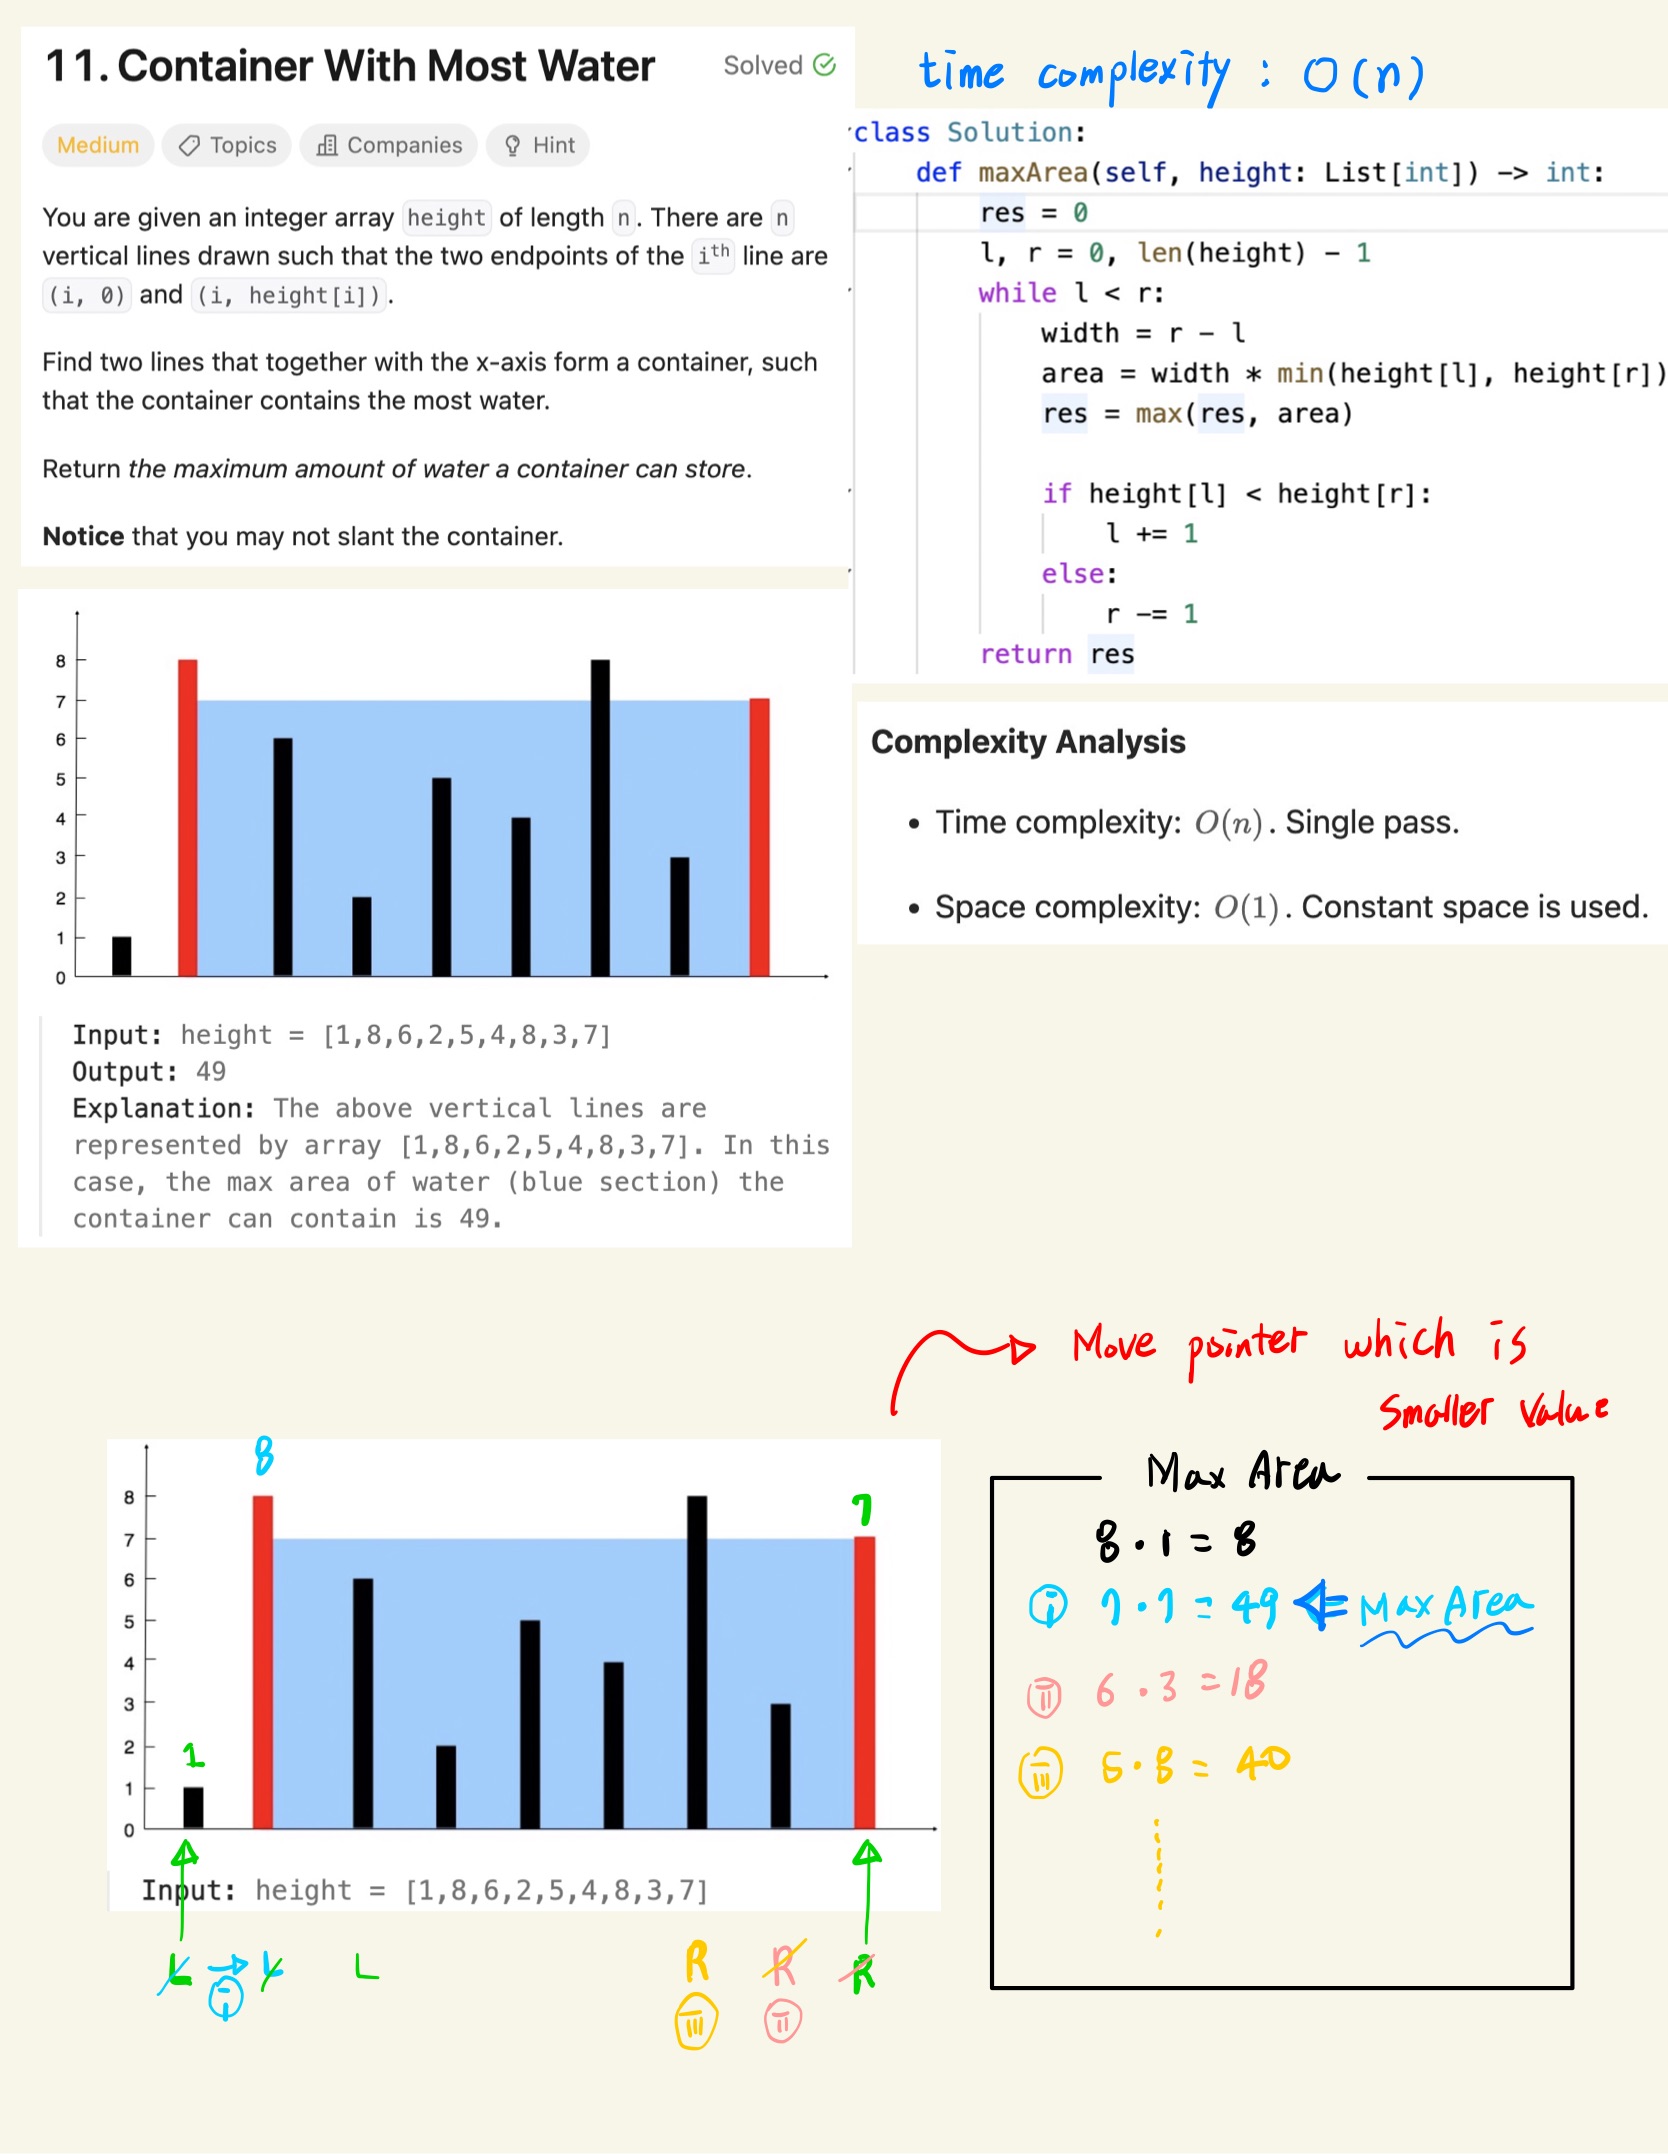 11. Container With Most Water
Solved
Medium
Topics
Companies
Hint
You are given an integer array height of length n. There are n
vertical lines drawn such that the two endpoints of the ith line are
(i, 0) and (i, height[i]).
Find two lines that together with the x-axis form a container, such
that the container contains the most water.
Return the maximum amount of water a container can store.
Notice that you may not slant the container.
8
7
6
5
4
3
2
1
0
Input: height = [1,8,6,2,5,4,8,3,7]
Output: 49
Explanation: The above vertical lines are
represented by array [1,8,6,2,5,4,8,3,7]. In this
case, the max area of water (blue section) the
container can contain is 49.
time complexity : O(n)
class Solution:
def maxArea(self, height: List[int]) -> int:
res = 0
l, r = 0, len(height) - 1
while l < r:
width = r - l
area = width * min(height[l], height[r])
res = max(res, area)
if height[l] < height[r]:
l += 1
else:
r -= 1
return res
Complexity Analysis
• Time complexity: O(n). Single pass.
• Space complexity: O(1). Constant space is used.
Move pointer which is
Smaller Value
8
7
1
8
7
6
5
4
3
2
1
0
Input: height = [1,8,6,2,5,4,8,3,7]
L → L L R R R
i iii ii
Max Area
8 · 1 = 8
i 7 · 7 = 49 ⇐ Max Area
ii 6 · 3 = 18
iii 5 · 8 = 40